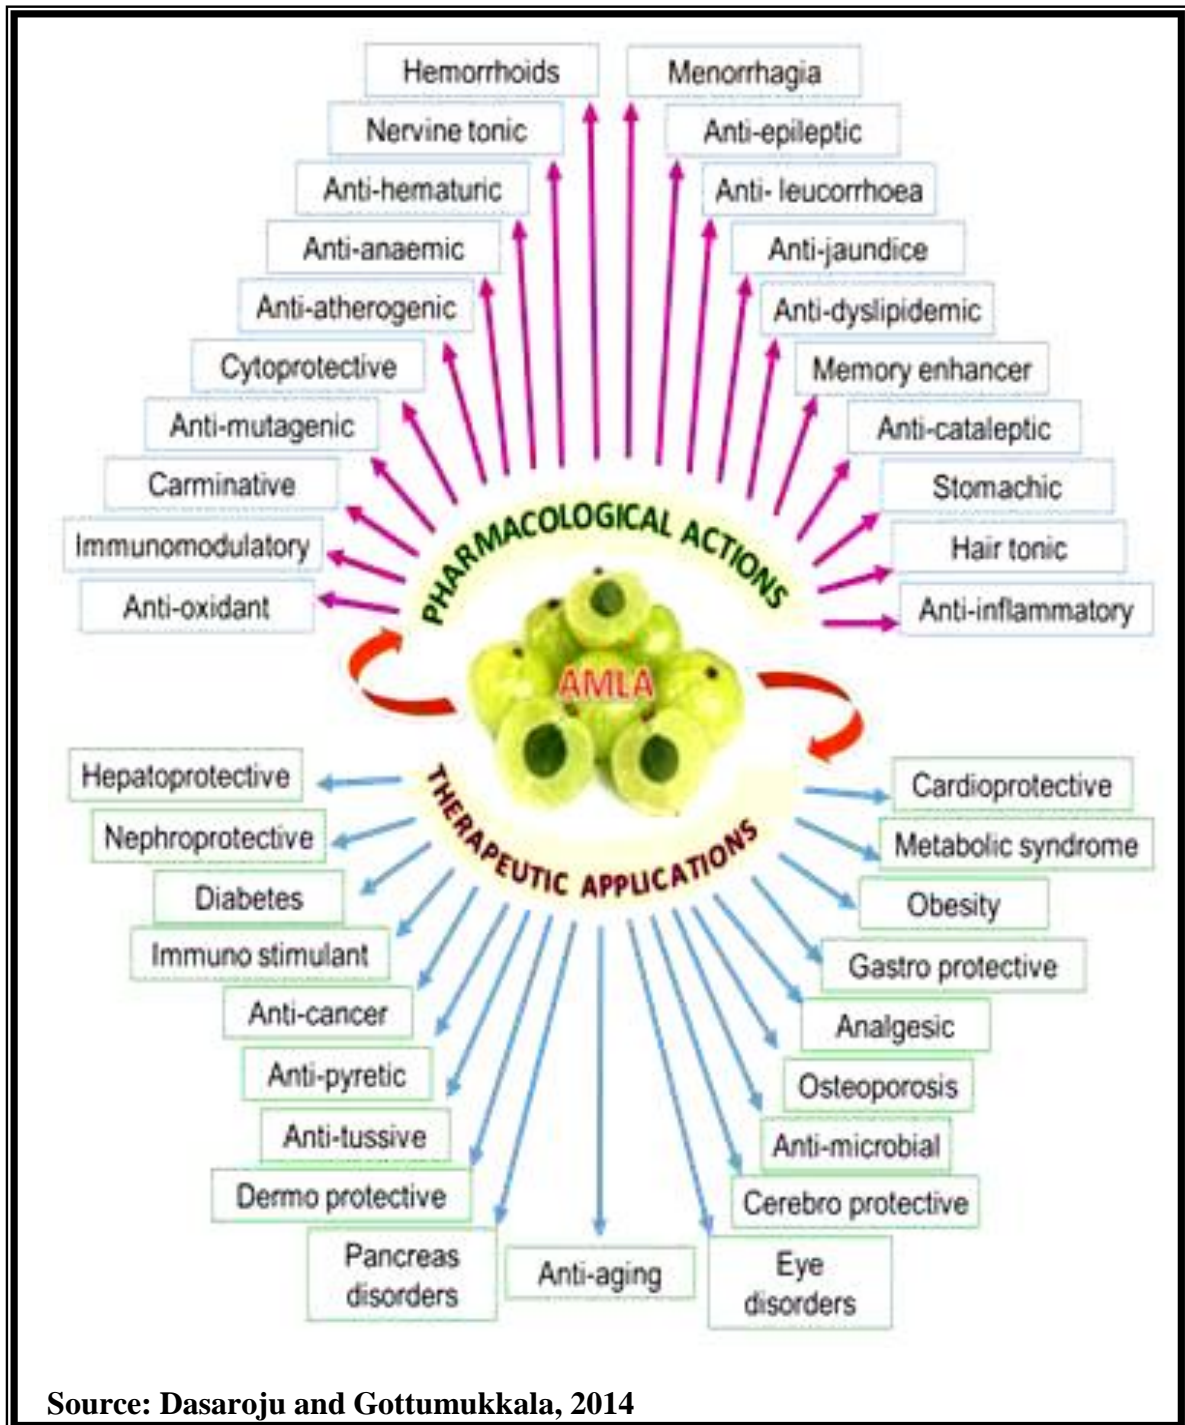 Hemorrhoids
Menorrhagia
Nervine tonic
Anti-epileptic
Anti-hematuric
Anti- leucorrhoea
Anti-anaemic
Anti-jaundice
Anti-atherogenic
Anti-dyslipidemic
Cytoprotective
Memory enhancer
Anti-mutagenic
Anti-cataleptic
Carminative
Stomachic
Immunomodulatory
Hair tonic
Anti-oxidant
Anti-inflammatory
PHARMACOLOGICAL ACTIONS
AMLA
THERAPEUTIC APPLICATIONS
Hepatoprotective
Cardioprotective
Nephroprotective
Metabolic syndrome
Diabetes
Obesity
Immuno stimulant
Gastro protective
Anti-cancer
Analgesic
Anti-pyretic
Osteoporosis
Anti-tussive
Anti-microbial
Dermo protective
Cerebro protective
Pancreas
disorders
Anti-aging
Eye
disorders
Source: Dasaroju and Gottumukkala, 2014